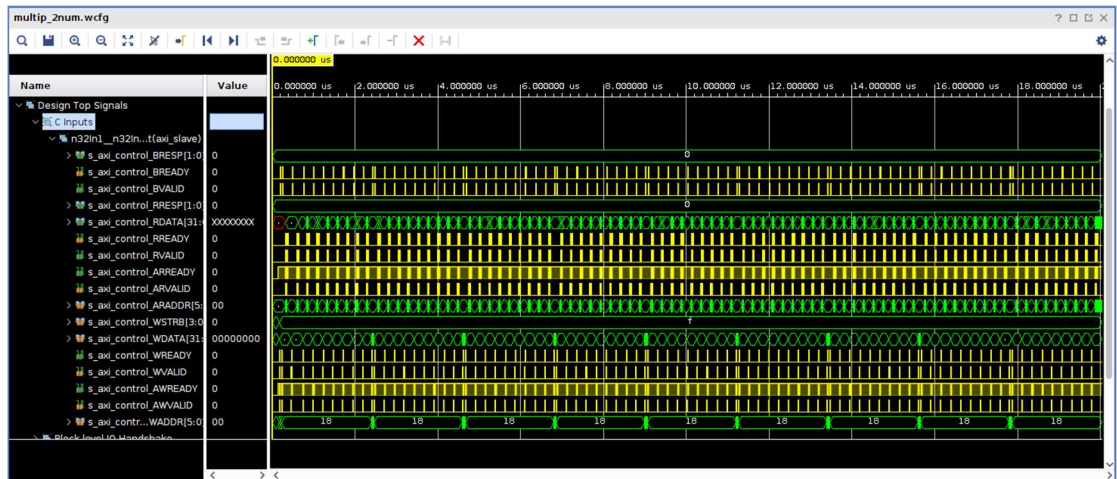 multip_2num.wcfg
0.000000 us
Name Value
0.000000 us 2.000000 us 4.000000 us 6.000000 us 8.000000 us 10.000000 us 12.000000 us 14.000000 us 16.000000 us 18.000000 us
Design Top Signals
C Inputs
n32In1__n32In...t(axi_slave)
s_axi_control_BRESP[1:0] 0 0
s_axi_control_BREADY 0
s_axi_control_BVALID 0
s_axi_control_RRESP[1:0] 0 0
s_axi_control_RDATA[31: XXXXXXXX
s_axi_control_RREADY 0
s_axi_control_RVALID 0
s_axi_control_ARREADY 0
s_axi_control_ARVALID 0
s_axi_control_ARADDR[5: 00
s_axi_control_WSTRB[3:0 0 f
s_axi_control_WDATA[31: 00000000
s_axi_control_WREADY 0
s_axi_control_WVALID 0
s_axi_control_AWREADY 0
s_axi_control_AWVALID 0
s_axi_contr...WADDR[5:0] 00 18 18 18 18 18 18 18 18 18
Block-level IO Handshake